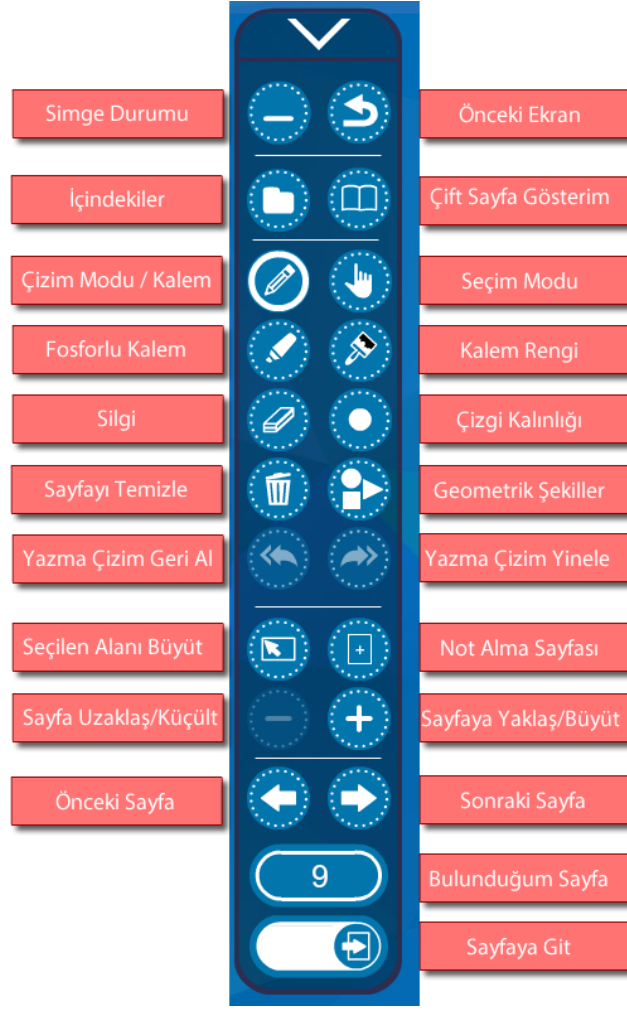 Simge Durumu
Önceki Ekran
İçindekiler
Çift Sayfa Gösterim
Çizim Modu / Kalem
Seçim Modu
Fosforlu Kalem
Kalem Rengi
Silgi
Çizgi Kalınlığı
Sayfayı Temizle
Geometrik Şekiller
Yazma Çizim Geri Al
Yazma Çizim Yinele
Seçilen Alanı Büyüt
Not Alma Sayfası
Sayfa Uzaklaş/Küçült
Sayfaya Yaklaş/Büyüt
Önceki Sayfa
Sonraki Sayfa
9
Bulunduğum Sayfa
Sayfaya Git